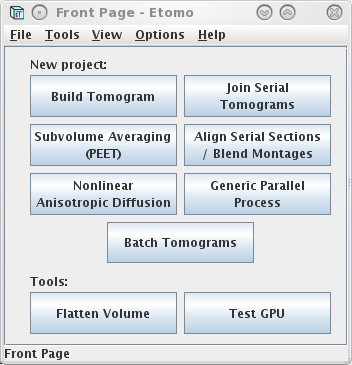 Front Page - Etomo
File Tools View Options Help
New project:
Build Tomogram
Join Serial
Tomograms
Subvolume Averaging
(PEET)
Align Serial Sections
/ Blend Montages
Nonlinear
Anisotropic Diffusion
Generic Parallel
Process
Batch Tomograms
Tools:
Flatten Volume
Test GPU
Front Page